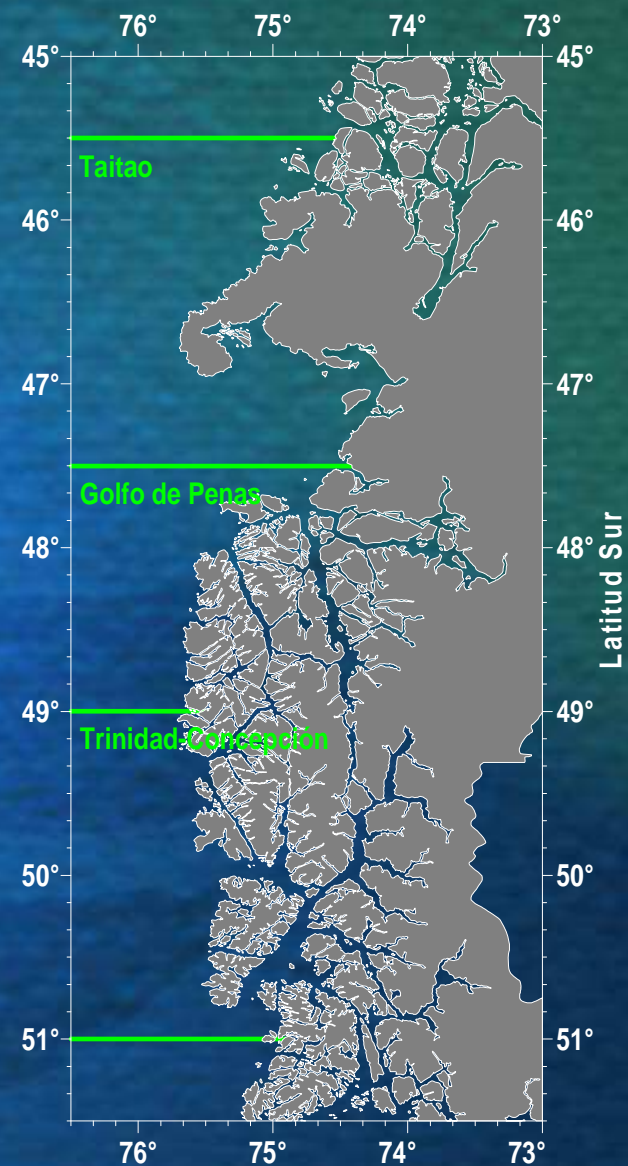 76° 75° 74° 73°
45° 45°
Taitao
46° 46°
47° 47°
Golfo de Penas
48° 48°
Latitud Sur
49° 49°
Trinidad-Concepción
50° 50°
51° 51°
76° 75° 74° 73°